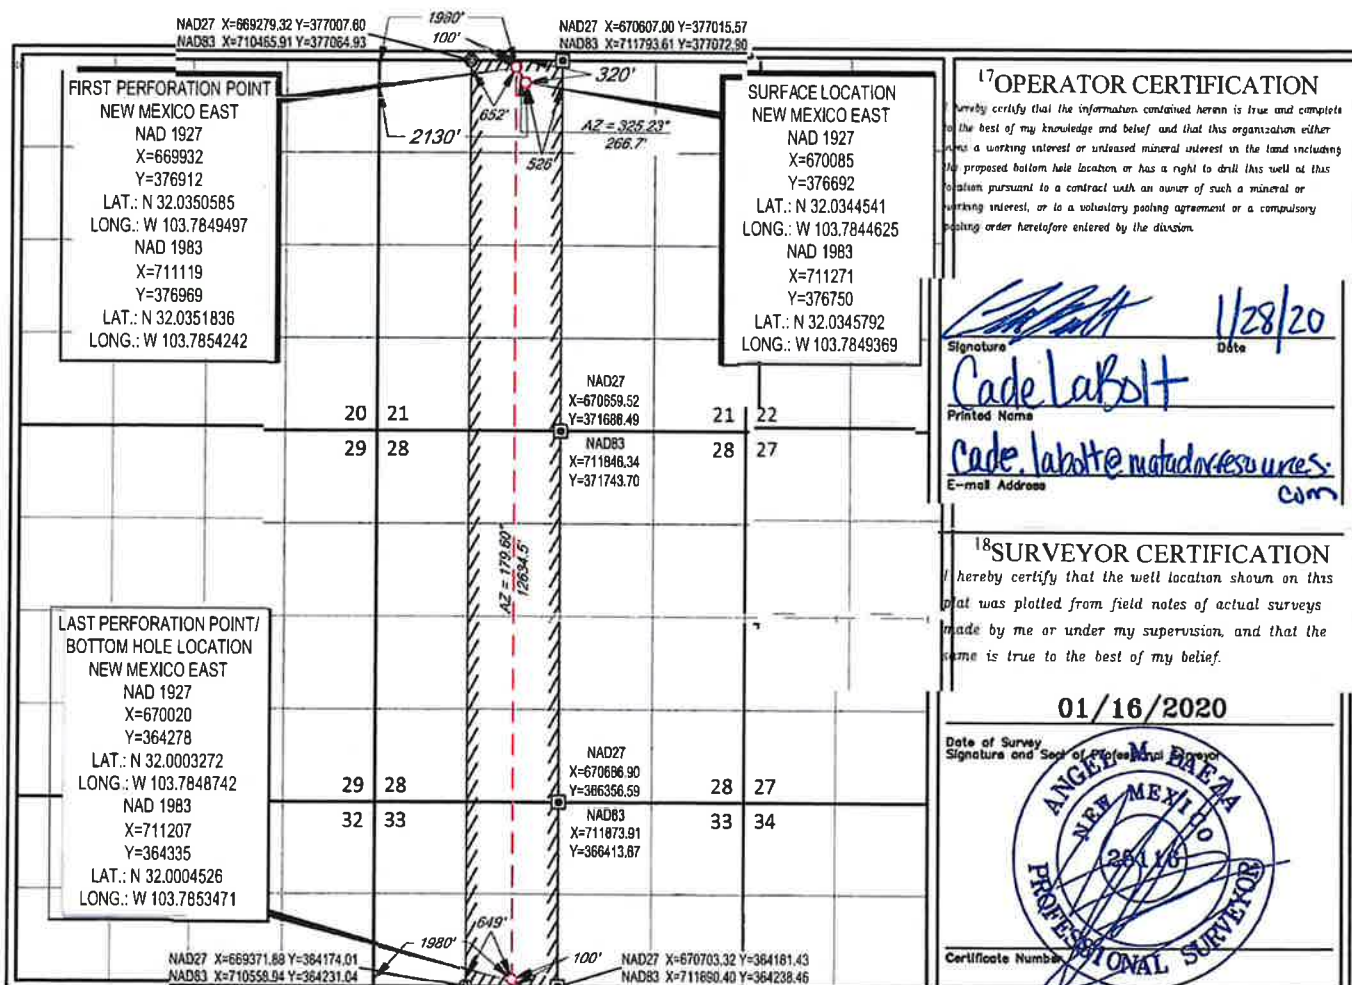 NAD27 X=669279.32 Y=377007.60
NAD83 X=710465.91 Y=377064.93
1980'
100'
NAD27 X=670607.00 Y=377015.57
NAD83 X=711793.61 Y=377072.90
320'
652'
2130'
526'
AZ = 325.23°
266.7'
FIRST PERFORATION POINT
NEW MEXICO EAST
NAD 1927
X=669932
Y=376912
LAT.: N 32.0350585
LONG.: W 103.7849497
NAD 1983
X=711119
Y=376969
LAT.: N 32.0351836
LONG.: W 103.7854242
SURFACE LOCATION
NEW MEXICO EAST
NAD 1927
X=670085
Y=376692
LAT.: N 32.0344541
LONG.: W 103.7844625
NAD 1983
X=711271
Y=376750
LAT.: N 32.0345792
LONG.: W 103.7849369
20 21
29 28
NAD27
X=670659.52
Y=371686.49
NAD83
X=711846.34
Y=371743.70
21 22
28 27
AZ = 179.60°
12634.5'
LAST PERFORATION POINT/
BOTTOM HOLE LOCATION
NEW MEXICO EAST
NAD 1927
X=670020
Y=364278
LAT.: N 32.0003272
LONG.: W 103.7848742
NAD 1983
X=711207
Y=364335
LAT.: N 32.0004526
LONG.: W 103.7853471
29 28
32 33
NAD27
X=670686.90
Y=366356.59
NAD83
X=711873.91
Y=366413.87
28 27
33 34
649'
1980'
100'
NAD27 X=669371.88 Y=364174.01
NAD83 X=710558.94 Y=364231.04
NAD27 X=670703.32 Y=364181.43
NAD83 X=711890.40 Y=364238.46
17 OPERATOR CERTIFICATION
hereby certify that the information contained herein is true and complete
to the best of my knowledge and belief and that this organization either
owns a working interest or unleased mineral interest in the land including
the proposed bottom hole location or has a right to drill this well at this
location pursuant to a contract with an owner of such a mineral or
working interest, or to a voluntary pooling agreement or a compulsory
pooling order heretofore entered by the division
1/28/20
Signature Date
Cade LaBolt
Printed Name
cade.labolt@matadorresources.
com
E-mail Address
18 SURVEYOR CERTIFICATION
I hereby certify that the well location shown on this
plat was plotted from field notes of actual surveys
made by me or under my supervision, and that the
same is true to the best of my belief.
01/16/2020
Date of Survey
Signature and Seal of Professional Surveyor
ANGEL M. BAEZA
NEW MEXICO
25116
PROFESSIONAL SURVEYOR
Certificate Number